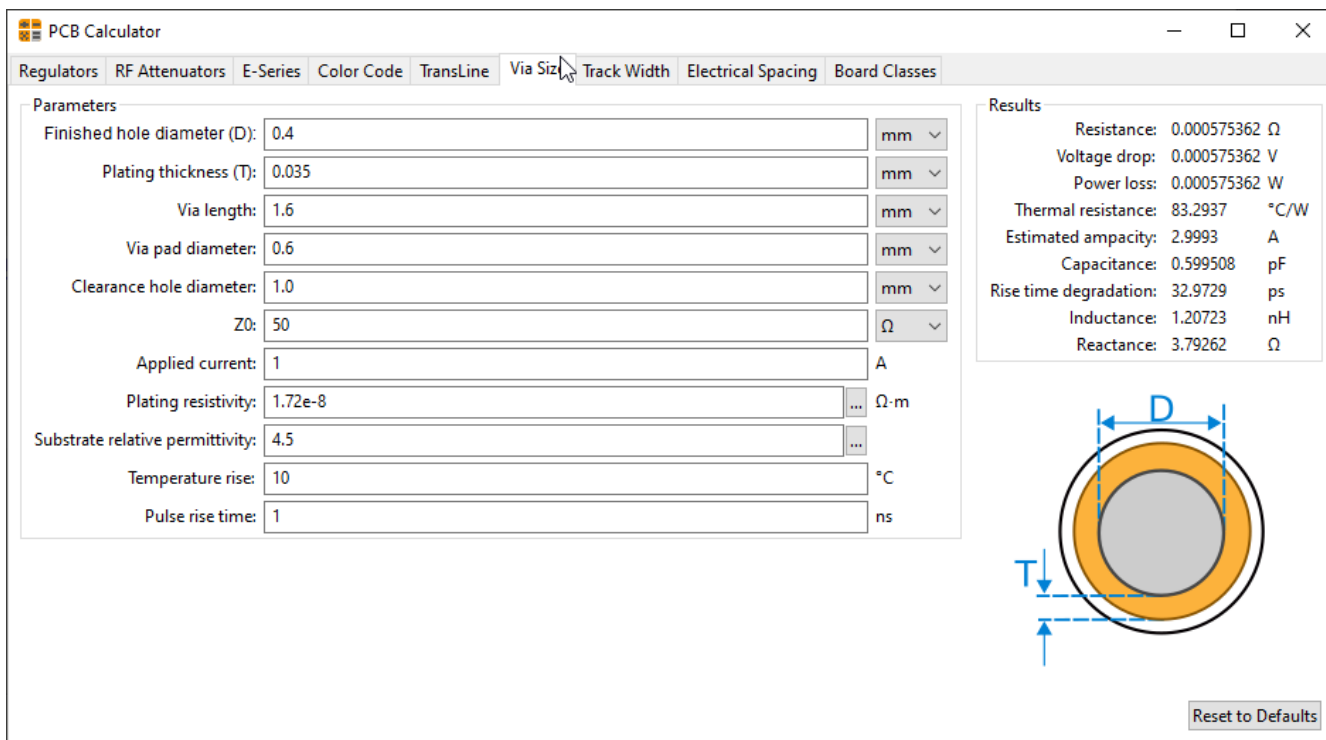 PCB Calculator
Regulators RF Attenuators E-Series Color Code TransLine Via Size Track Width Electrical Spacing Board Classes
Parameters
Finished hole diameter (D): 0.4 mm
Plating thickness (T): 0.035 mm
Via length: 1.6 mm
Via pad diameter: 0.6 mm
Clearance hole diameter: 1.0 mm
Z0: 50 Ω
Applied current: 1 A
Plating resistivity: 1.72e-8 ... Ω·m
Substrate relative permittivity: 4.5 ...
Temperature rise: 10 °C
Pulse rise time: 1 ns
Results
Resistance: 0.000575362 Ω
Voltage drop: 0.000575362 V
Power loss: 0.000575362 W
Thermal resistance: 83.2937 °C/W
Estimated ampacity: 2.9993 A
Capacitance: 0.599508 pF
Rise time degradation: 32.9729 ps
Inductance: 1.20723 nH
Reactance: 3.79262 Ω
D
T
Reset to Defaults